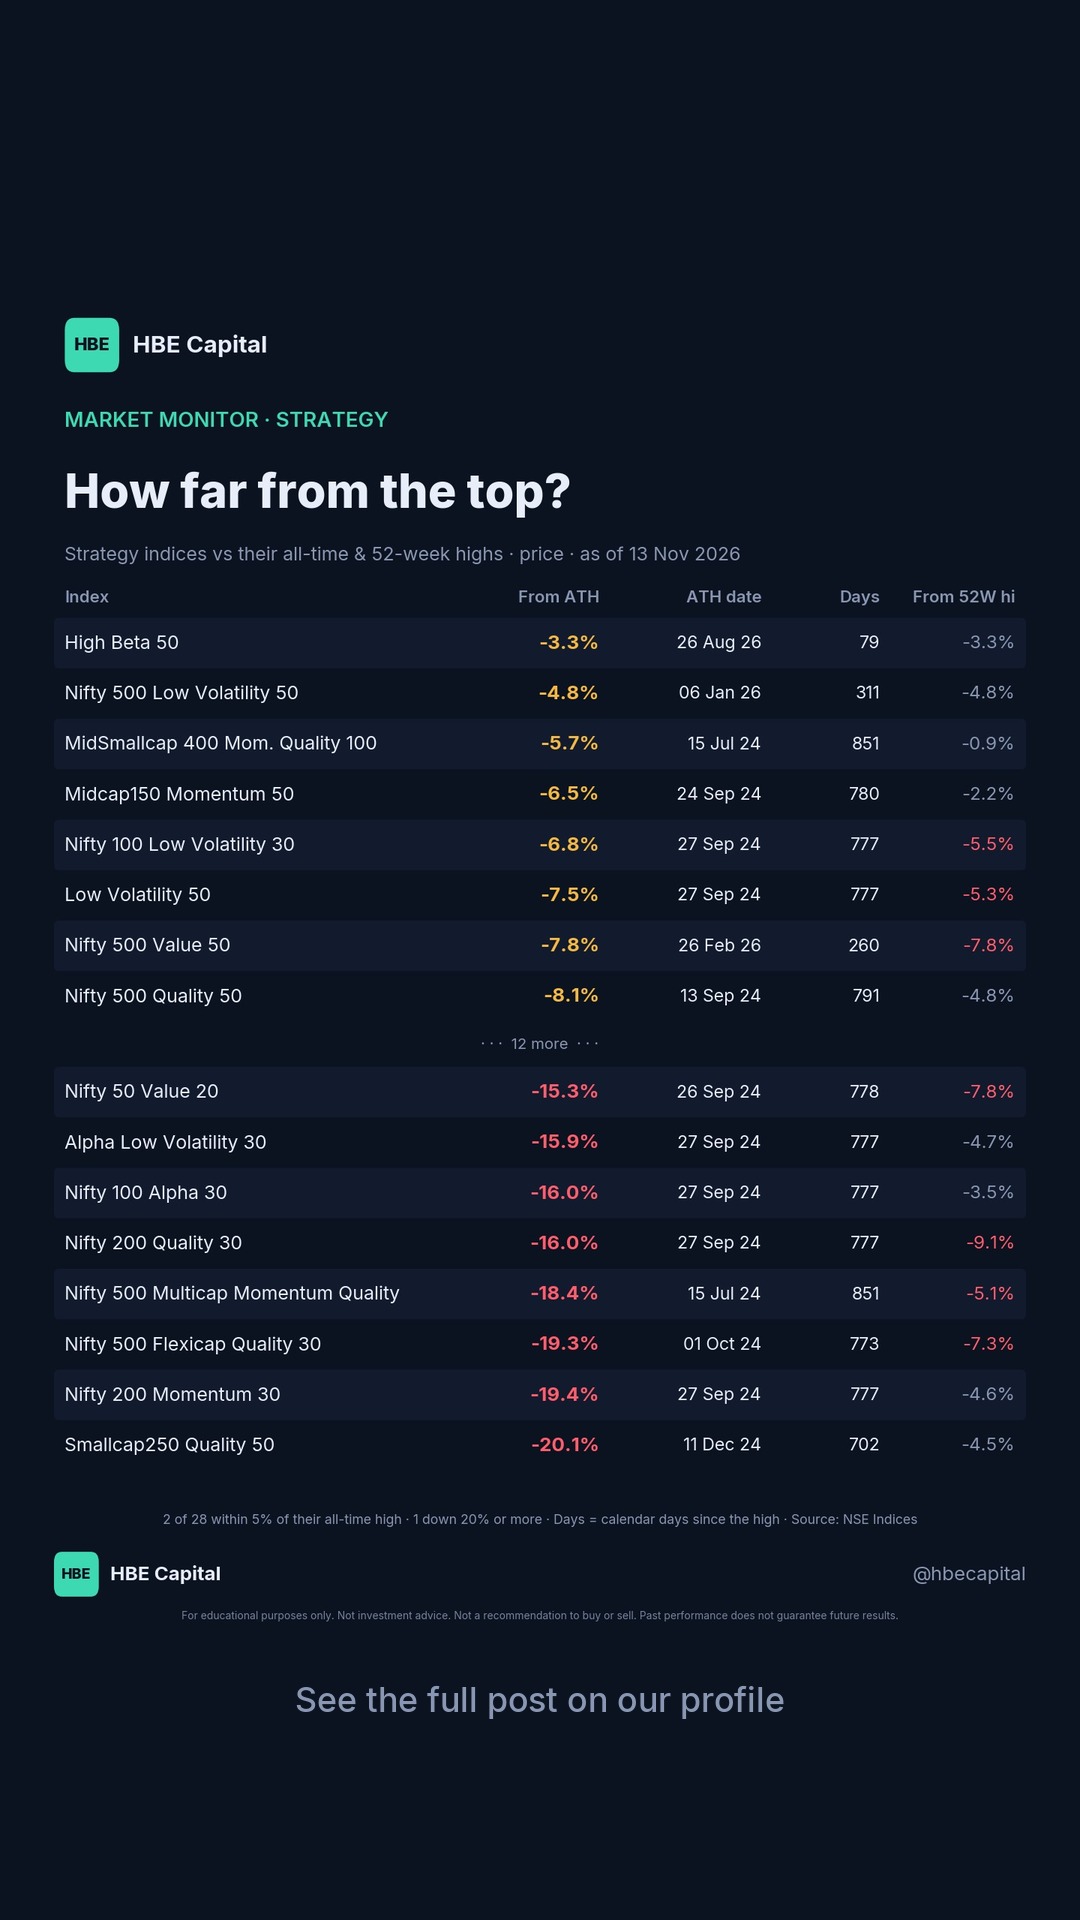 HBE HBE Capital
MARKET MONITOR · STRATEGY
How far from the top?
Strategy indices vs their all-time & 52-week highs · price · as of 13 Nov 2026
Index From ATH ATH date Days From 52W hi
High Beta 50 -3.3% 26 Aug 26 79 -3.3%
Nifty 500 Low Volatility 50 -4.8% 06 Jan 26 311 -4.8%
MidSmallcap 400 Mom. Quality 100 -5.7% 15 Jul 24 851 -0.9%
Midcap150 Momentum 50 -6.5% 24 Sep 24 780 -2.2%
Nifty 100 Low Volatility 30 -6.8% 27 Sep 24 777 -5.5%
Low Volatility 50 -7.5% 27 Sep 24 777 -5.3%
Nifty 500 Value 50 -7.8% 26 Feb 26 260 -7.8%
Nifty 500 Quality 50 -8.1% 13 Sep 24 791 -4.8%
· · · 12 more · · ·
Nifty 50 Value 20 -15.3% 26 Sep 24 778 -7.8%
Alpha Low Volatility 30 -15.9% 27 Sep 24 777 -4.7%
Nifty 100 Alpha 30 -16.0% 27 Sep 24 777 -3.5%
Nifty 200 Quality 30 -16.0% 27 Sep 24 777 -9.1%
Nifty 500 Multicap Momentum Quality -18.4% 15 Jul 24 851 -5.1%
Nifty 500 Flexicap Quality 30 -19.3% 01 Oct 24 773 -7.3%
Nifty 200 Momentum 30 -19.4% 27 Sep 24 777 -4.6%
Smallcap250 Quality 50 -20.1% 11 Dec 24 702 -4.5%
2 of 28 within 5% of their all-time high · 1 down 20% or more · Days = calendar days since the high · Source: NSE Indices
HBE HBE Capital @hbecapital
For educational purposes only. Not investment advice. Not a recommendation to buy or sell. Past performance does not guarantee future results.
See the full post on our profile